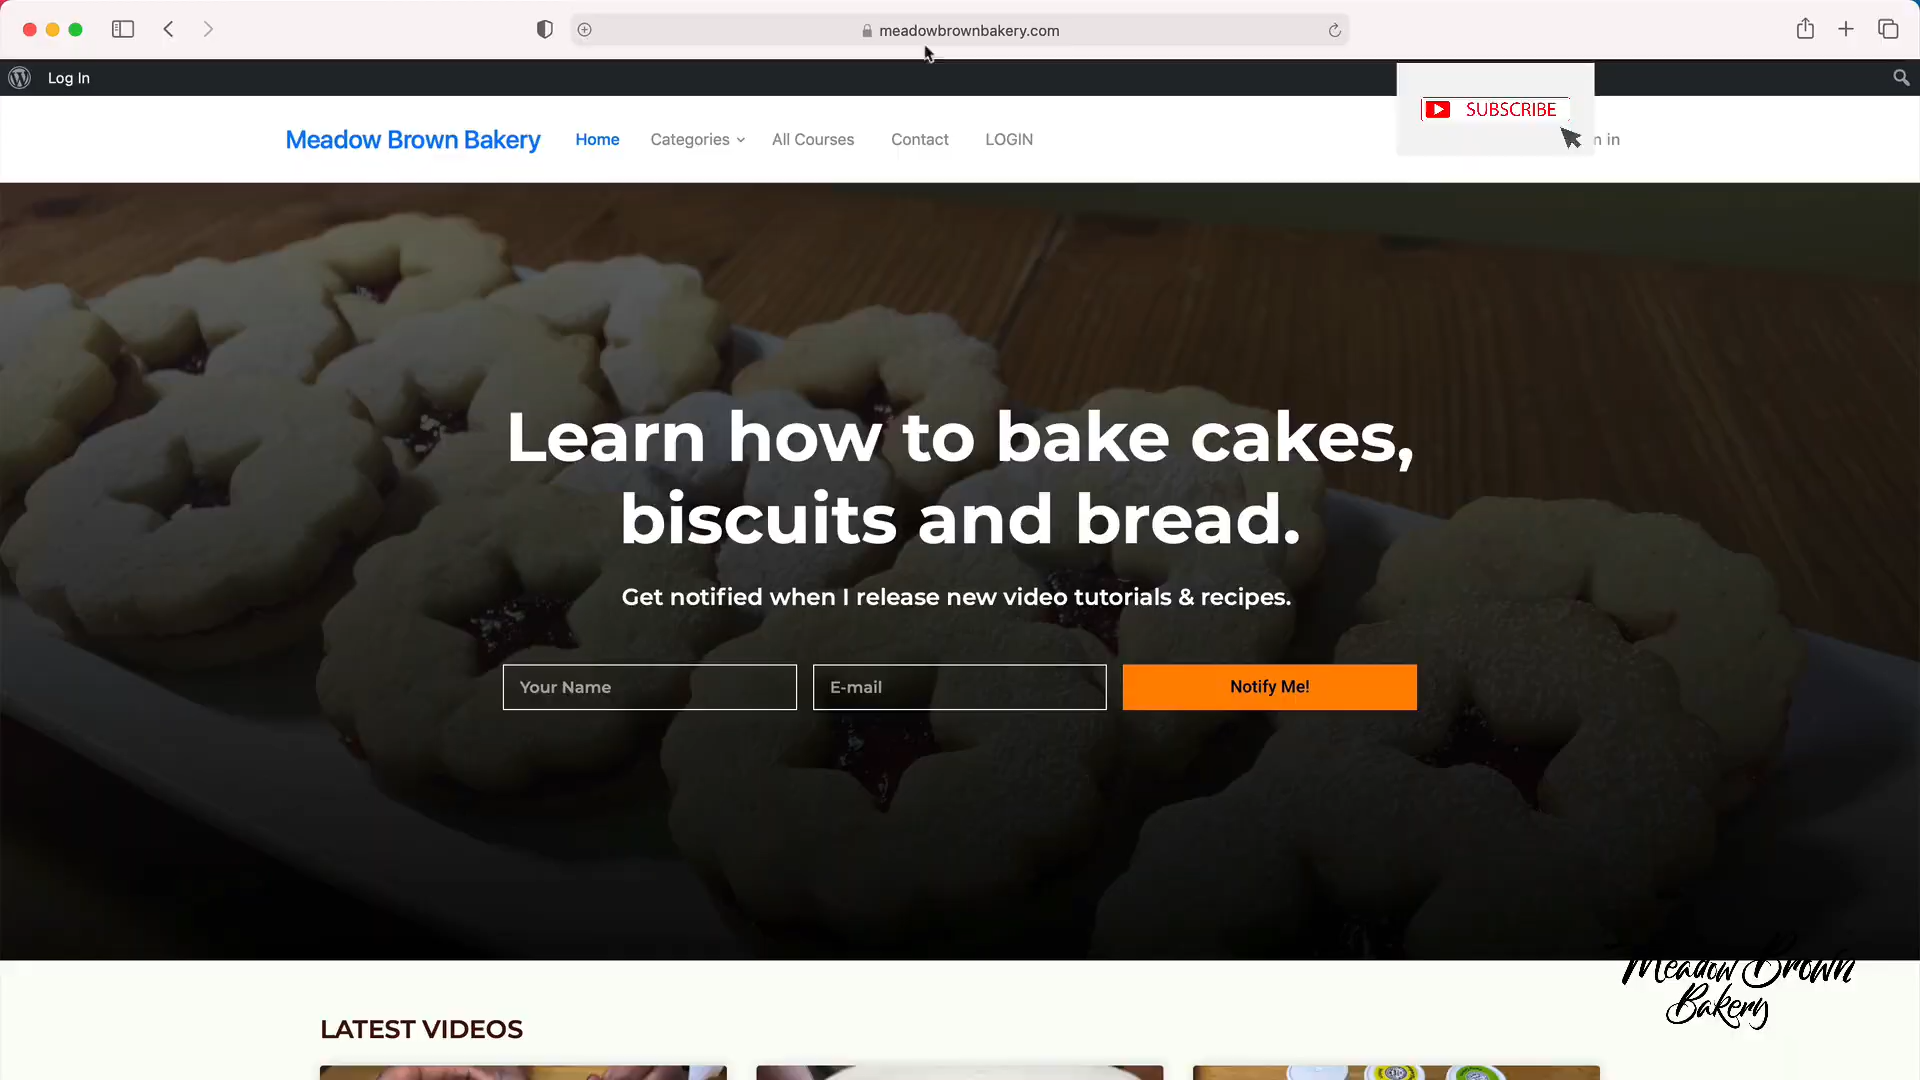 meadowbrownbakery.com
Log In
SUBSCRIBE
Meadow Brown Bakery
Home
Categories
All Courses
Contact
LOGIN
in
Learn how to bake cakes,
biscuits and bread.
Get notified when I release new video tutorials & recipes.
Your Name
E-mail
Notify Me!
Meadow Brown
Bakery
LATEST VIDEOS